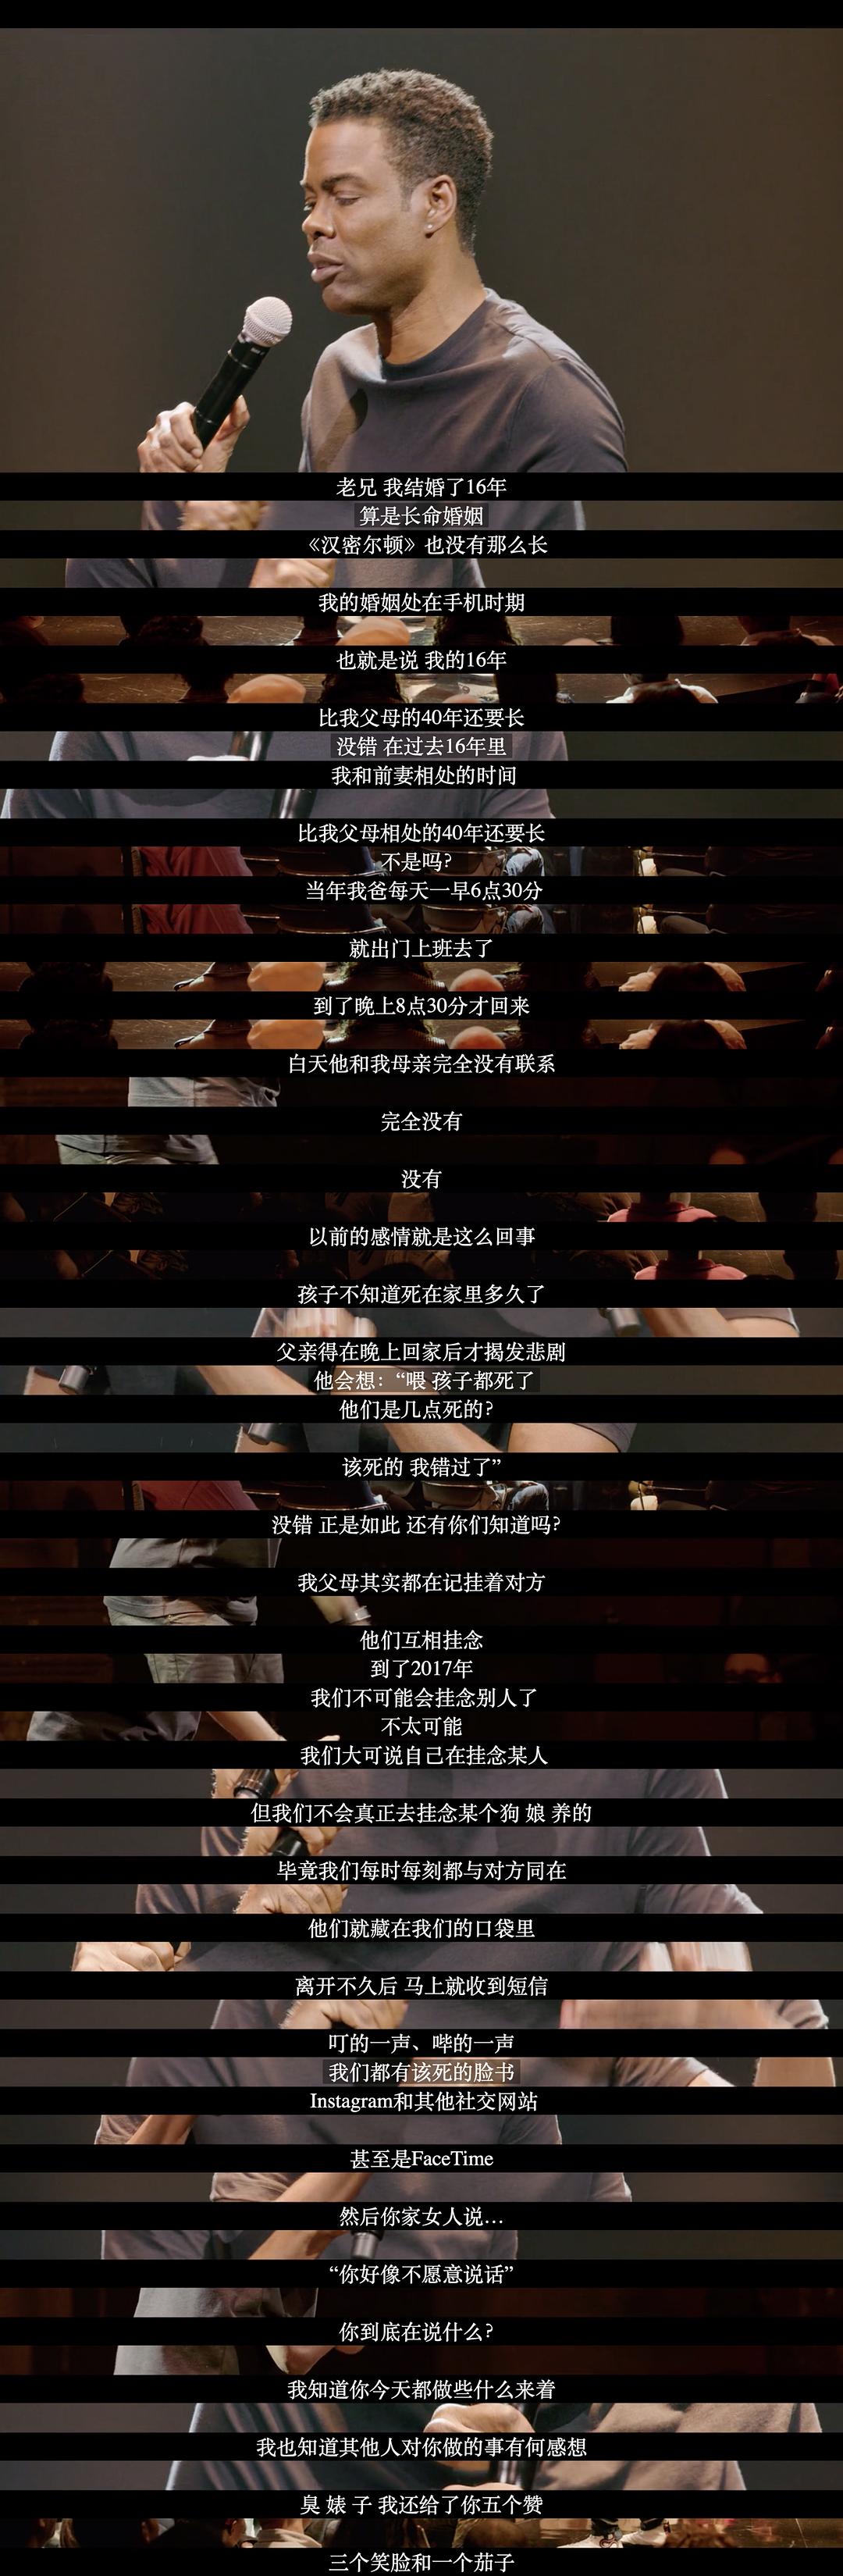 老兄 我结婚了16年
算是长命婚姻
《汉密尔顿》也没有那么长
我的婚姻处在手机时期
也就是说 我的16年
比我父母的40年还要长
没错 在过去16年里
我和前妻相处的时间
比我父母相处的40年还要长
不是吗?
当年我爸每天一早6点30分
就出门上班去了
到了晚上8点30分才回来
白天他和我母亲完全没有联系
完全没有
没有
以前的感情就是这么回事
孩子不知道死在家里多久了
父亲得在晚上回家后才揭发悲剧
他会想:“喂 孩子都死了
他们是几点死的?
该死的 我错过了”
没错 正是如此 还有你们知道吗?
我父母其实都在记挂着对方
他们互相挂念
到了2017年
我们不可能会挂念别人了
不太可能
我们大可说自己在挂念某人
但我们不会真正去挂念某个狗 娘 养的
毕竟我们每时每刻都与对方同在
他们就藏在我们的口袋里
离开不久后 马上就收到短信
叮的一声、哔的一声
我们都有该死的脸书
Instagram和其他社交网站
甚至是FaceTime
然后你家女人说…
“你好像不愿意说话”
你到底在说什么?
我知道你今天都做些什么来着
我也知道其他人对你做的事有何感想
臭 婊 子 我还给了你五个赞
三个笑脸和一个茄子